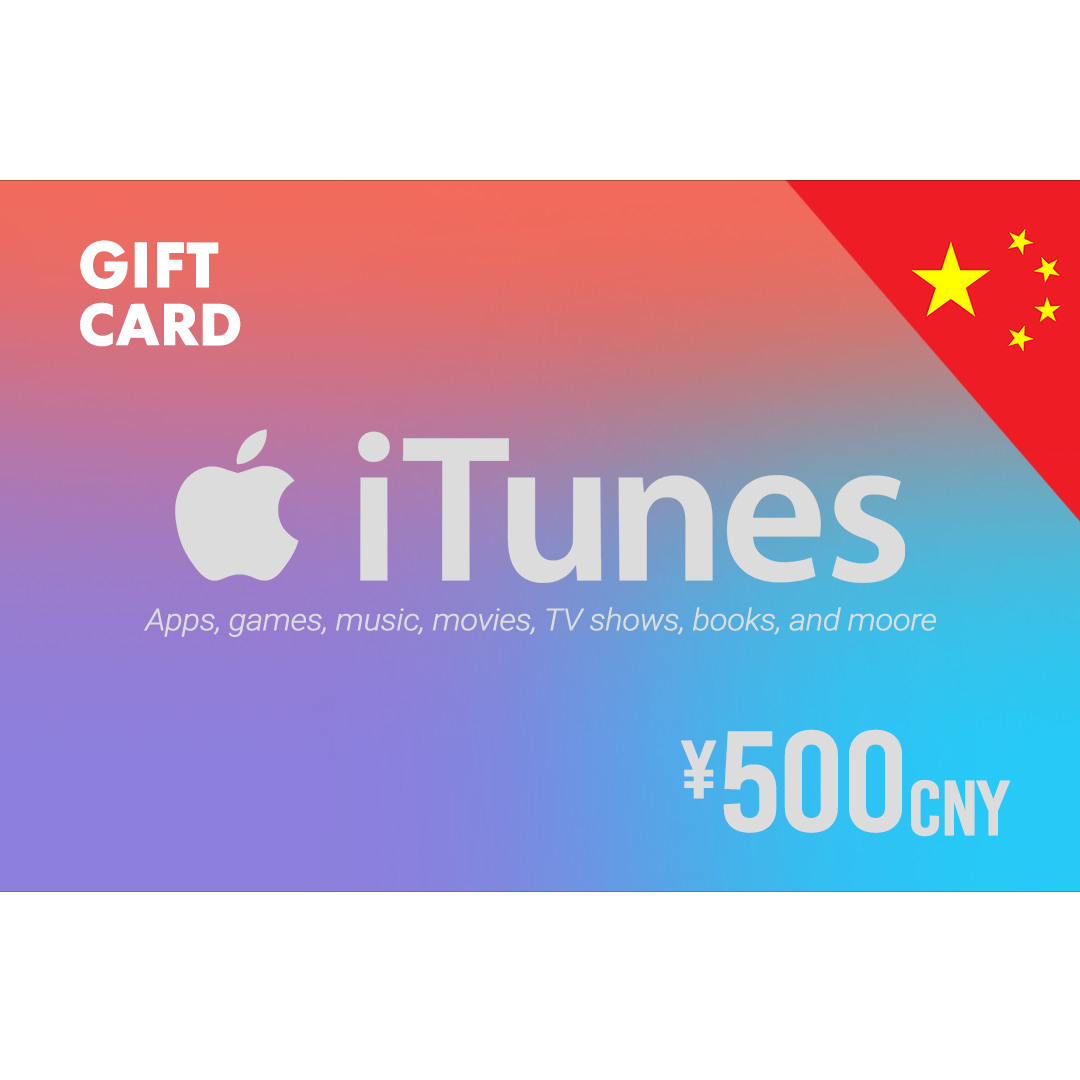 GIFT
CARD
iTunes
Apps, games, music, movies, TV shows, books, and moore
¥500CNY